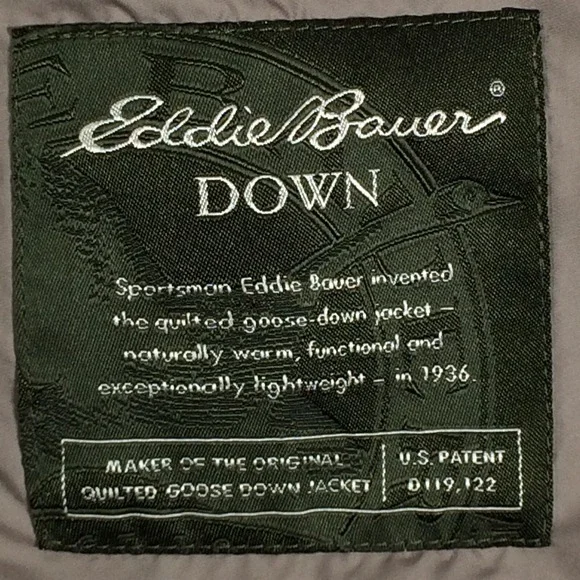 Eddie Bauer®
DOWN
Sportsman Eddie Bauer invented
the quilted goose-down jacket –
naturally warm, functional and
exceptionally lightweight – in 1936.
MAKER OF THE ORIGINAL
QUILTED GOOSE DOWN JACKET
U.S. PATENT
D119,122